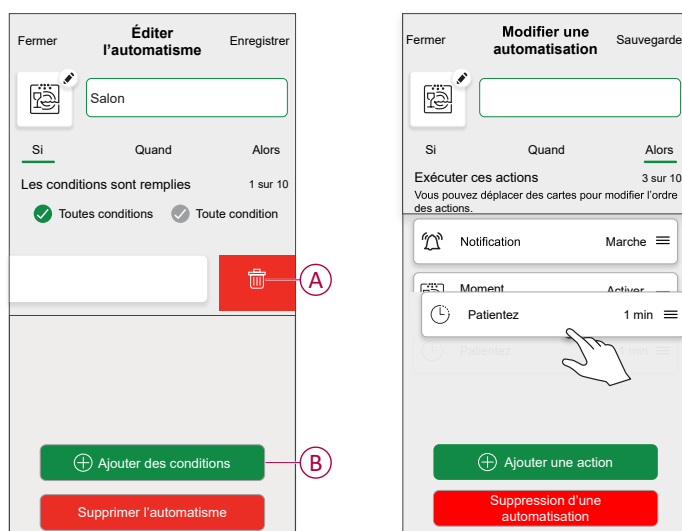 Fermer
Éditer
l’automatisme
Enregistrer
Salon
Si
Quand
Alors
Les conditions sont remplies
1 sur 10
Toutes conditions
Toute condition
A
Ajouter des conditions
B
Supprimer l’automatisme
Fermer
Modifier une
automatisation
Sauvegarde
Si
Quand
Alors
Exécuter ces actions
3 sur 10
Vous pouvez déplacer des cartes pour modifier l’ordre
des actions.
Notification
Marche
Moment
Activer
Patientez
1 min
Patientez
1 min
Ajouter une action
Suppression d’une
automatisation